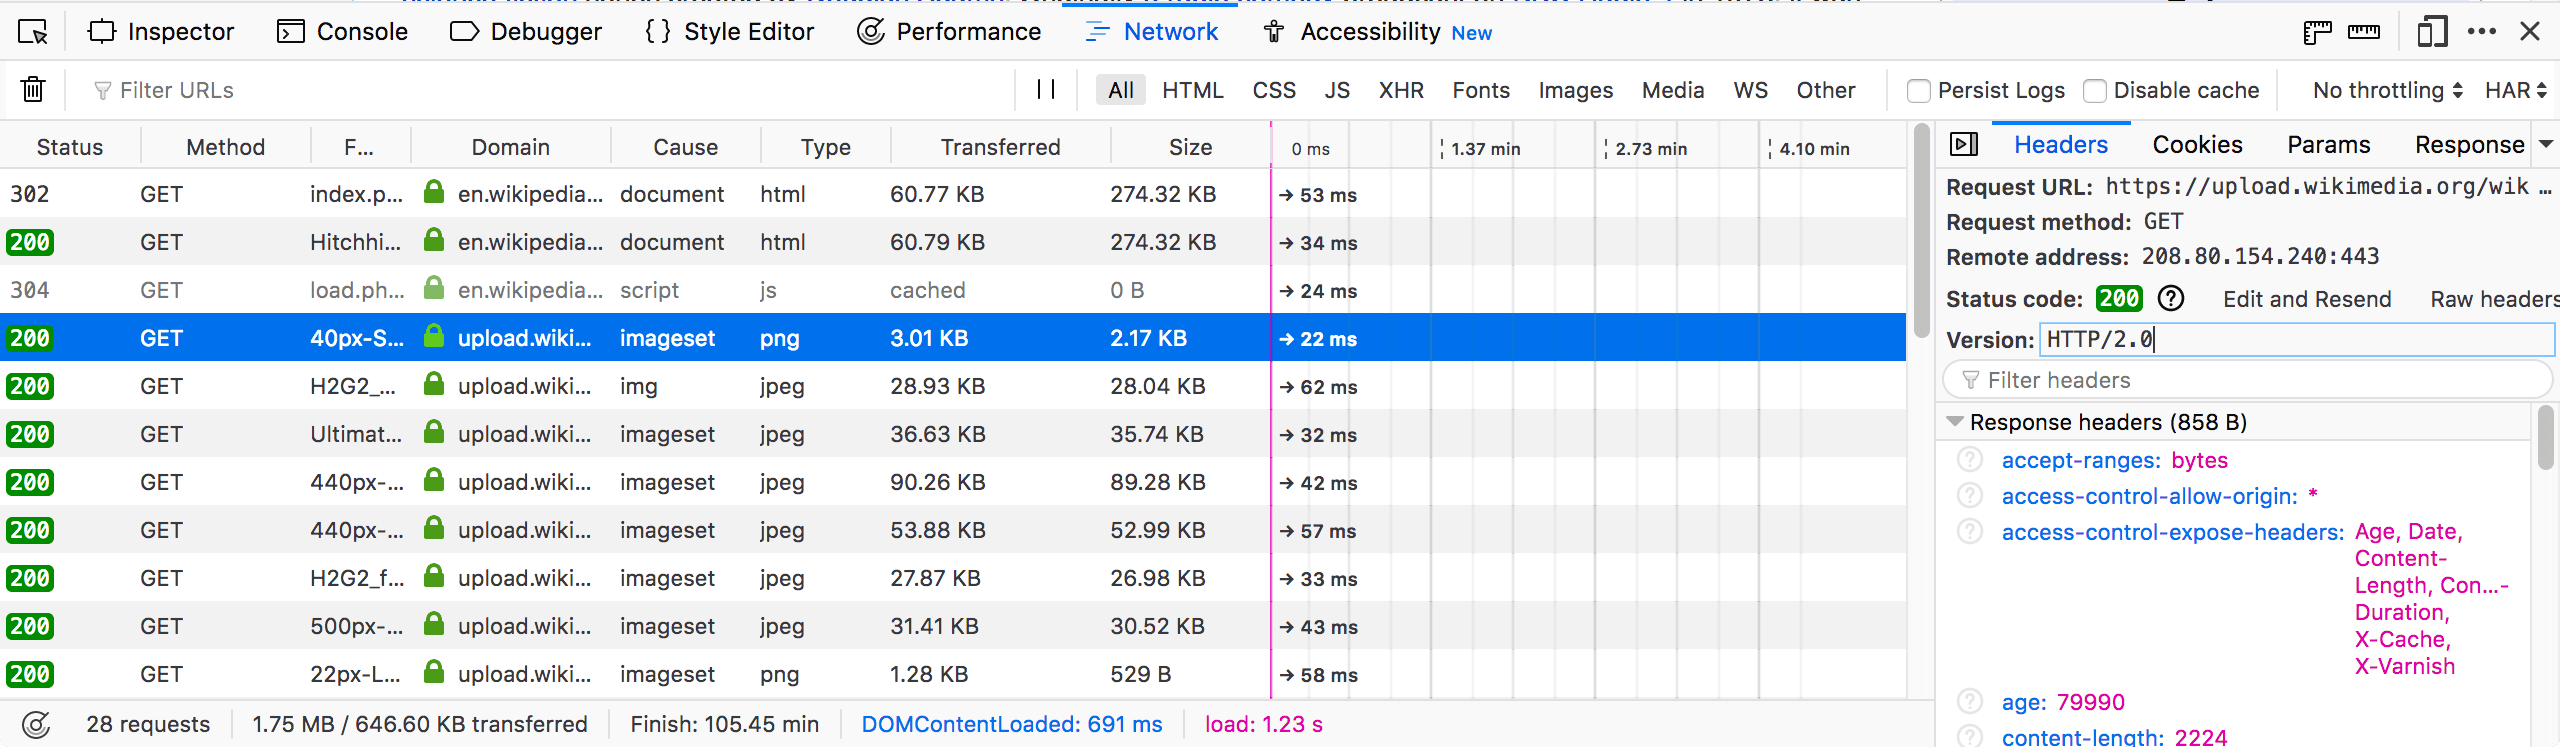 Inspector Console Debugger Style Editor Performance Network Accessibility New
Filter URLs All HTML CSS JS XHR Fonts Images Media WS Other Persist Logs Disable cache No throttling HAR
Status Method F... Domain Cause Type Transferred Size 0 ms 1.37 min 2.73 min 4.10 min
302 GET index.p... en.wikipedia... document html 60.77 KB 274.32 KB → 53 ms
200 GET Hitchhi... en.wikipedia... document html 60.79 KB 274.32 KB → 34 ms
304 GET load.ph... en.wikipedia... script js cached 0 B → 24 ms
200 GET 40px-S... upload.wiki... imageset png 3.01 KB 2.17 KB → 22 ms
200 GET H2G2_... upload.wiki... img jpeg 28.93 KB 28.04 KB → 62 ms
200 GET Ultimat... upload.wiki... imageset jpeg 36.63 KB 35.74 KB → 32 ms
200 GET 440px-... upload.wiki... imageset jpeg 90.26 KB 89.28 KB → 42 ms
200 GET 440px-... upload.wiki... imageset jpeg 53.88 KB 52.99 KB → 57 ms
200 GET H2G2_f... upload.wiki... imageset jpeg 27.87 KB 26.98 KB → 33 ms
200 GET 500px-... upload.wiki... imageset jpeg 31.41 KB 30.52 KB → 43 ms
200 GET 22px-L... upload.wiki... imageset png 1.28 KB 529 B → 58 ms
28 requests 1.75 MB / 646.60 KB transferred Finish: 105.45 min DOMContentLoaded: 691 ms load: 1.23 s
Headers Cookies Params Response
Request URL: https://upload.wikimedia.org/wik ...
Request method: GET
Remote address: 208.80.154.240:443
Status code: 200 ? Edit and Resend Raw headers
Version: HTTP/2.0
Filter headers
Response headers (858 B)
? accept-ranges: bytes
? access-control-allow-origin: *
? access-control-expose-headers: Age, Date,
Content-
Length, Con...-
Duration,
X-Cache,
X-Varnish
? age: 79990
? content-length: 2224